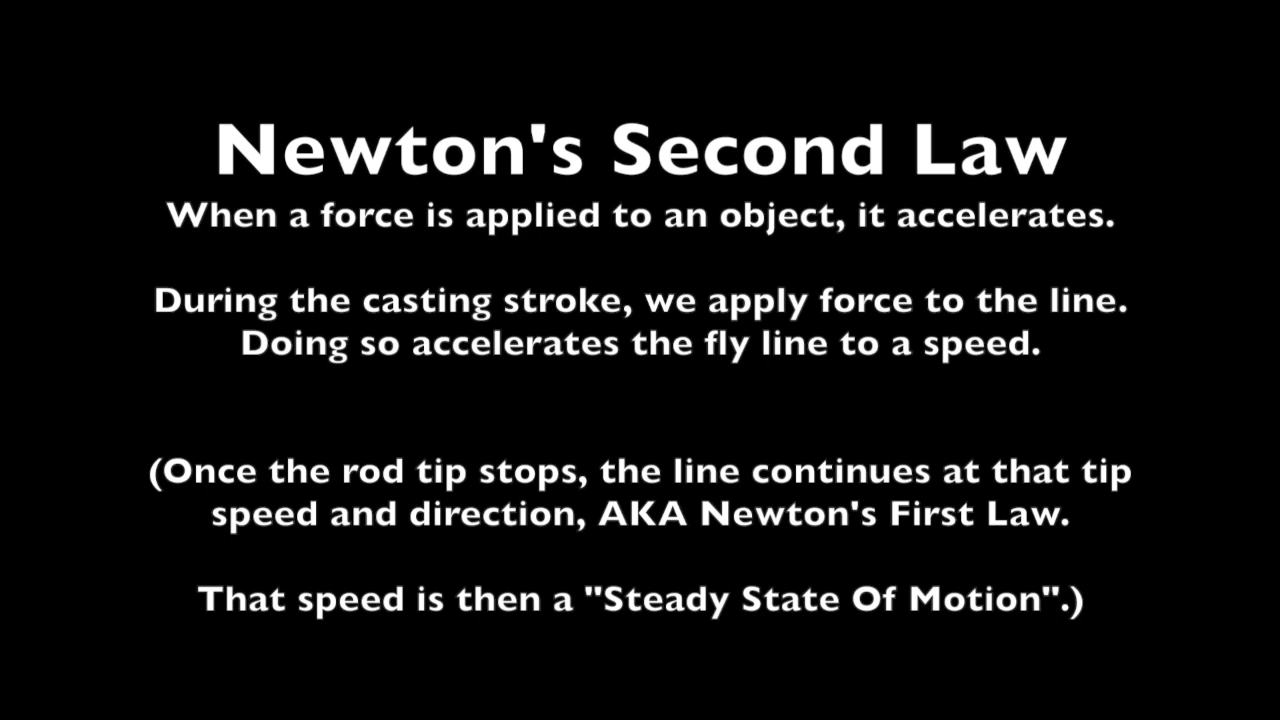 Newton's Second Law
When a force is applied to an object, it accelerates.
During the casting stroke, we apply force to the line.
Doing so accelerates the fly line to a speed.
(Once the rod tip stops, the line continues at that tip
speed and direction, AKA Newton's First Law.
That speed is then a "Steady State Of Motion".)